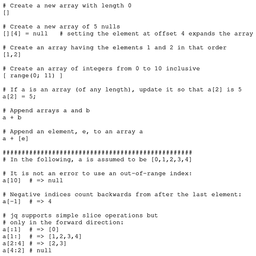 # Create a new array with length 0
[]
# Create a new array of 5 nulls
[][4] = null   # setting the element at offset 4 expands the array
# Create an array having the elements 1 and 2 in that order
[1,2]
# Create an array of integers from 0 to 10 inclusive
[ range(0; 11) ]
# If a is an array (of any length), update it so that a[2] is 5
a[2] = 5;
# Append arrays a and b
a + b
# Append an element, e, to an array a
a + [e]
##################################################
# In the following, a is assumed to be [0,1,2,3,4]
# It is not an error to use an out-of-range index:
a[10]  # => null
# Negative indices count backwards from after the last element:
a[-1]  # => 4
# jq supports simple slice operations but
# only in the forward direction:
a[:1]  # => [0]
a[1:]  # => [1,2,3,4]
a[2:4] # => [2,3]
a[4:2] # null